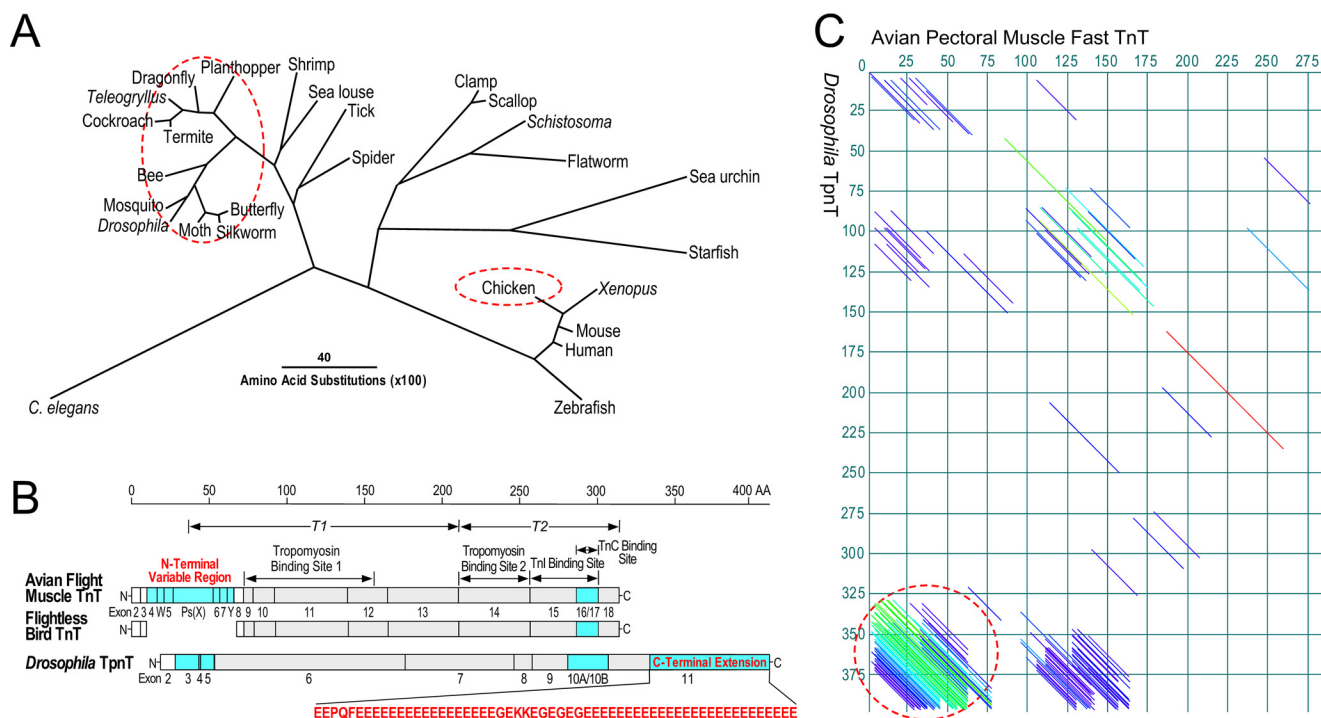 A
Dragonfly
Planthopper
Teleogryllus
Cockroach
Termite
Bee
Mosquito
Drosophila
Moth
Butterfly
Silkworm
Shrimp
Sea louse
Tick
Spider
Clamp
Scallop
Schistosoma
Flatworm
Sea urchin
Starfish
Chicken
Xenopus
Mouse
Human
Zebrafish
C. elegans
40
Amino Acid Substitutions (x100)
B
0 50 100 150 200 250 300 350 400 AA
T1 T2
N-Terminal
Variable Region
Tropomyosin
Binding Site 1
Tropomyosin
Binding Site 2
TnI Binding Site
TnC Binding
Site
Avian Flight
Muscle TnT
N- C
Exon 2 3 4 W5 Ps(X) 6 7 Y 8 9 10 11 12 13 14 15 16/17 18
Flightless
Bird TnT
N- C
Drosophila TpnT
N- C-Terminal Extension C
Exon 2 3 4 5 6 7 8 9 10A/10B 11
EEPQFEEEEEEEEEEEEEEEEEEEGEKKEGEGEGEEEEEEEEEEEEEEEEEEEEEEEEEE
C
Avian Pectoral Muscle Fast TnT
0 25 50 75 100 125 150 175 200 225 250 275
Drosophila TpnT
25
50
75
100
125
150
175
200
225
250
275
300
325
350
375